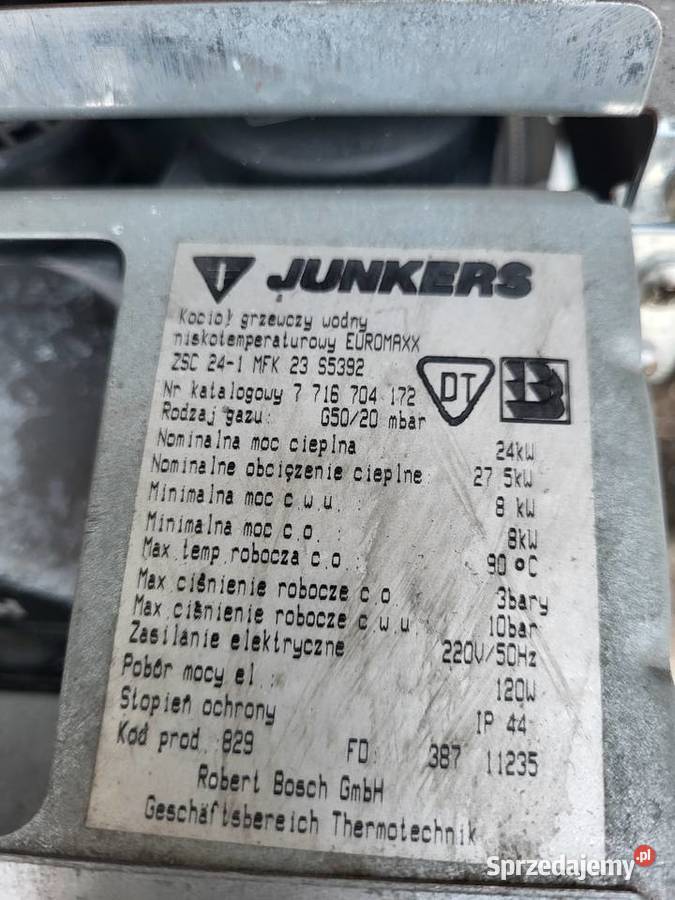 JUNKERS
Kocioł grzewczy wodny
niskotemperaturowy EUROMAXX
ZSC 24-1 MFK 23 S5392
Nr katalogowy 7 716 704 172
DT
Rodzaj gazu: G50/20 mbar
Nominalna moc cieplna 24kW
Nominalne obciążenie cieplne: 27 5kW
Minimalna moc c.w.u.: 8 kW
Minimalna moc c.o.: 8kW
Max.temp.robocza c.o. 90 °C
Max ciśnienie robocze c.o. 3bary
Max.ciśnienie robocze c.w.u. 10bar
Zasilanie elektryczne 220V/50Hz
Pobór mocy el.: 120W
Stopień ochrony IP 44
Kod prod. 829 FD: 387 11235
Robert Bosch GmbH
Geschäftsbereich Thermotechnik
Sprzedajemy.pl